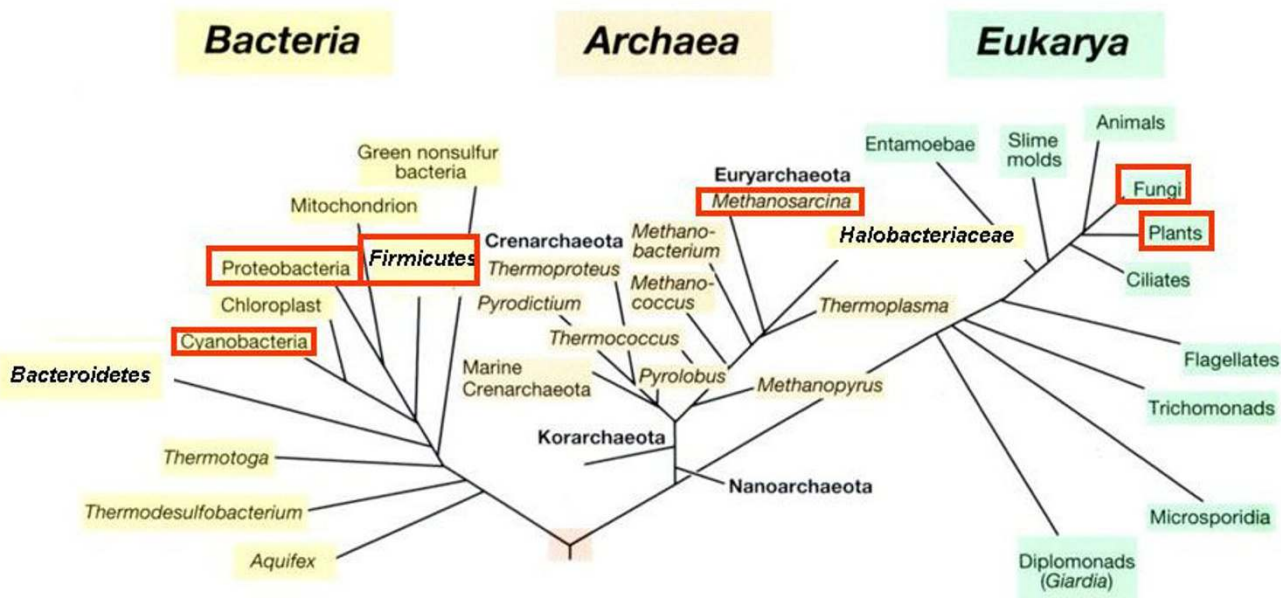 Bacteria
Archaea
Eukarya
Green nonsulfur
bacteria
Mitochondrion
Proteobacteria
Firmicutes
Chloroplast
Cyanobacteria
Bacteroidetes
Thermotoga
Thermodesulfobacterium
Aquifex
Crenarchaeota
Thermoproteus
Pyrodictium
Thermococcus
Marine
Crenarchaeota
Pyrolobus
Korarchaeota
Nanoarchaeota
Euryarchaeota
Methanosarcina
Methano-
bacterium
Methano-
coccus
Halobacteriaceae
Thermoplasma
Methanopyrus
Entamoebae
Slime
molds
Animals
Fungi
Plants
Ciliates
Flagellates
Trichomonads
Microsporidia
Diplomonads
(Giardia)